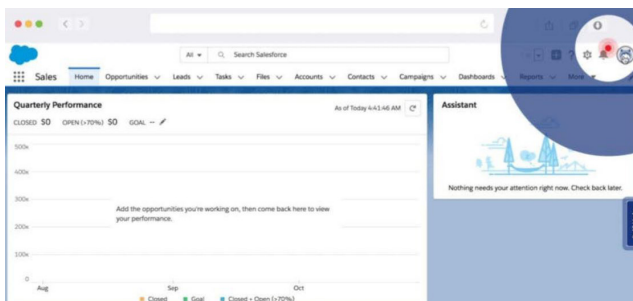 All Search Salesforce
Sales Home Opportunities Leads Tasks Files Accounts Contacts Campaigns Dashboards Reports More
Quarterly Performance As of Today 4:41:46 AM
CLOSED $0 OPEN (>70%) $0 GOAL --
Assistant
500k
400k
300k
200k
100k
0
Add the opportunities you're working on, then come back here to view
your performance.
Nothing needs your attention right now. Check back later.
Aug Sep Oct
Closed Goal Closed + Open (>70%)